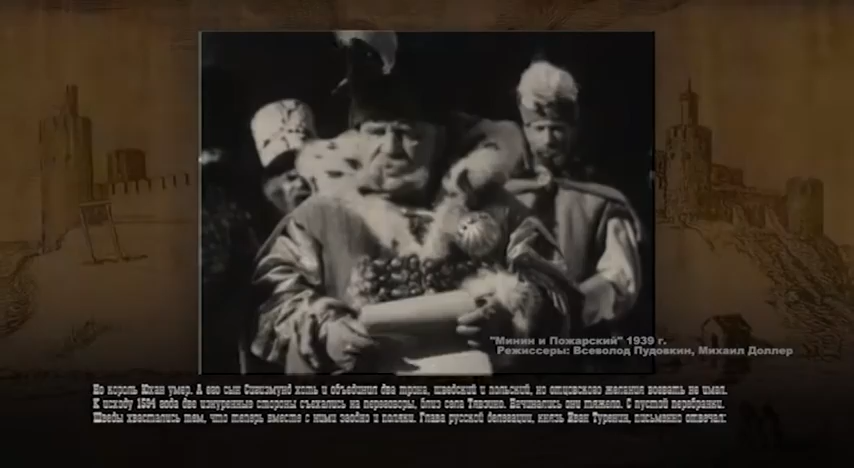 "Минин и Пожарский" 1939 г.
Режиссеры: Всеволод Пудовкин, Михаил Доллер
Но король Юхан умер. А его сын Сигизмунд хоть и объединил два трона, шведский и польский, но отцовского желания воевать не имел.
К исходу 1594 года две изнуренные стороны съехались на переговоры, близ села Тявзино. Начинались они тяжело. С пустой перебранки.
Шведы хвастались тем, что теперь вместе с ними заодно и поляки. Глава русской делегации, князь Иван Туренин, письменно отвечал: